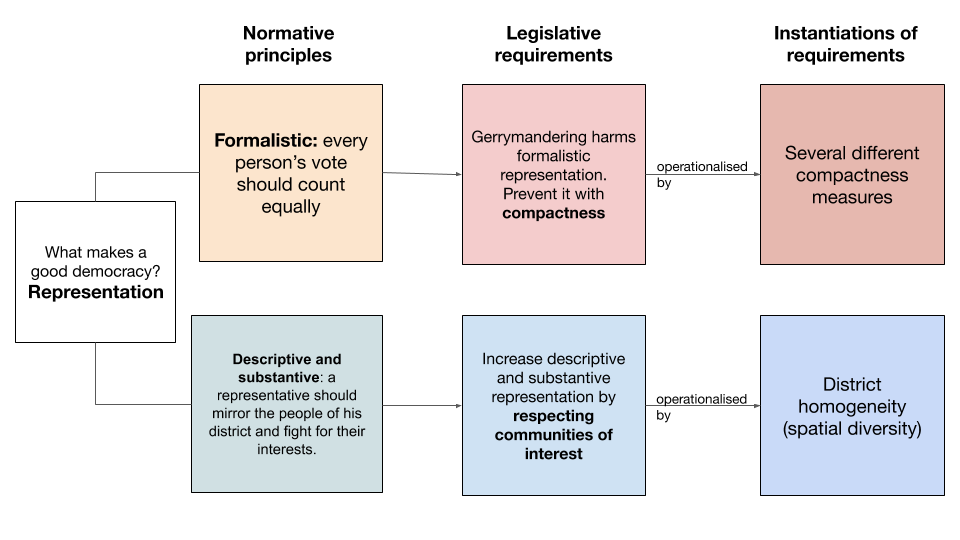 Normative
principles
Legislative
requirements
Instantiations of
requirements
What makes a
good democracy?
Representation
Formalistic: every
person's vote
should count
equally
Gerrymandering harms
formalistic
representation.
Prevent it with
compactness
operationalised
by
Several different
compactness
measures
Descriptive and
substantive: a
representative should
mirror the people of his
district and fight for their
interests.
Increase descriptive
and substantive
representation by
respecting
communities of
interest
operationalised
by
District
homogeneity
(spatial diversity)